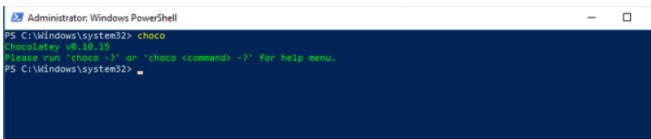 Administrator: Windows PowerShell
PS C:\Windows\system32> choco
Chocolatey v0.10.15
Please run 'choco -?' or 'choco <command> -?' for help menu.
PS C:\Windows\system32>